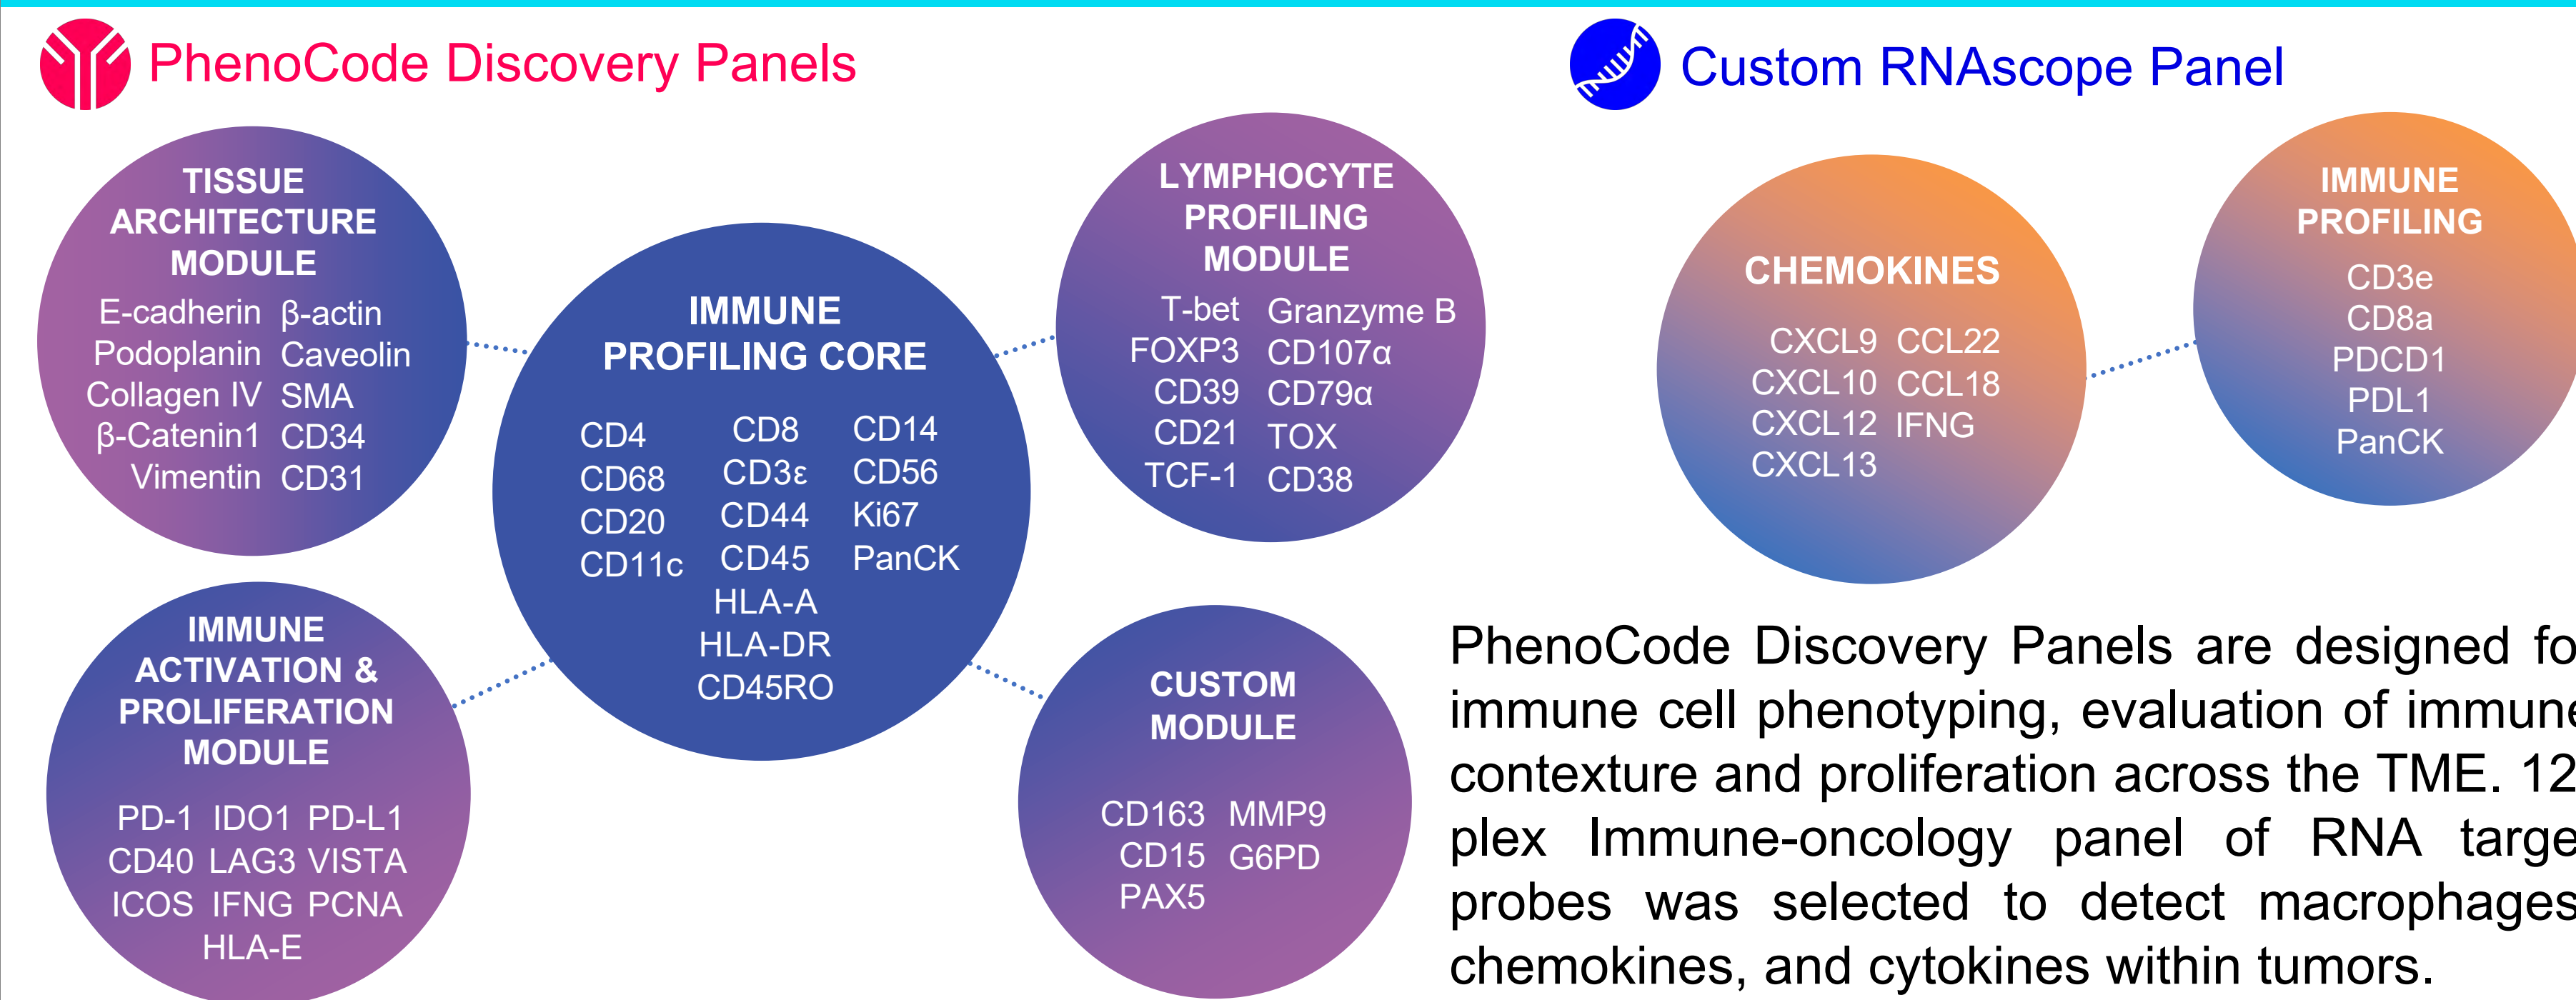 PhenoCode Discovery Panels
TISSUE
ARCHITECTURE
MODULE
E-cadherin β-actin
Podoplanin Caveolin
Collagen IV SMA
β-Catenin1 CD34
Vimentin CD31
IMMUNE
PROFILING CORE
CD4 CD8 CD14
CD68 CD3ε CD56
CD20 CD44 Ki67
CD11c CD45 PanCK
HLA-A
HLA-DR
CD45RO
LYMPHOCYTE
PROFILING
MODULE
T-bet Granzyme B
FOXP3 CD107α
CD39 CD79α
CD21 TOX
TCF-1 CD38
IMMUNE
ACTIVATION &
PROLIFERATION
MODULE
PD-1 IDO1 PD-L1
CD40 LAG3 VISTA
ICOS IFNG PCNA
HLA-E
CUSTOM
MODULE
CD163 MMP9
CD15 G6PD
PAX5
Custom RNAscope Panel
CHEMOKINES
CXCL9 CCL22
CXCL10 CCL18
CXCL12 IFNG
CXCL13
IMMUNE
PROFILING
CD3e
CD8a
PDCD1
PDL1
PanCK
PhenoCode Discovery Panels are designed fo
immune cell phenotyping, evaluation of immune
contexture and proliferation across the TME. 12
plex Immune-oncology panel of RNA targe
probes was selected to detect macrophages
chemokines, and cytokines within tumors.